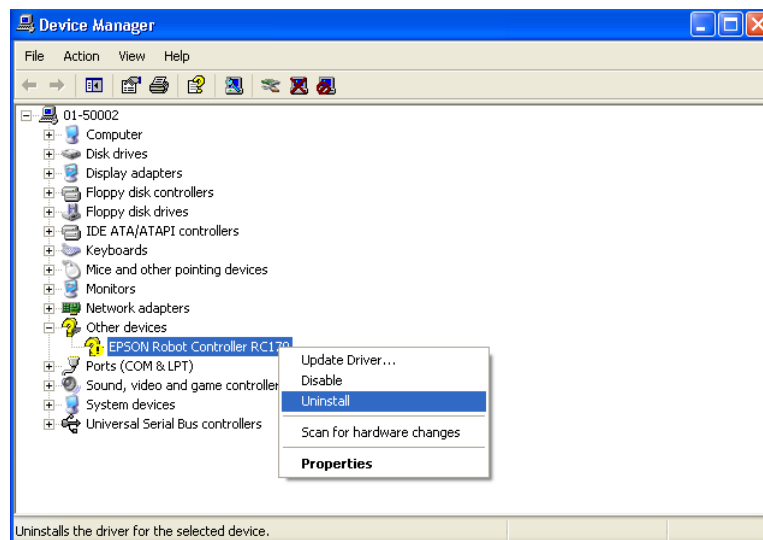 Device Manager
File Action View Help
01-50002
Computer
Disk drives
Display adapters
Floppy disk controllers
Floppy disk drives
IDE ATA/ATAPI controllers
Keyboards
Mice and other pointing devices
Monitors
Network adapters
Other devices
EPSON Robot Controller RC170
Ports (COM & LPT)
Sound, video and game controller
System devices
Universal Serial Bus controllers
Update Driver...
Disable
Uninstall
Scan for hardware changes
Properties
Uninstalls the driver for the selected device.